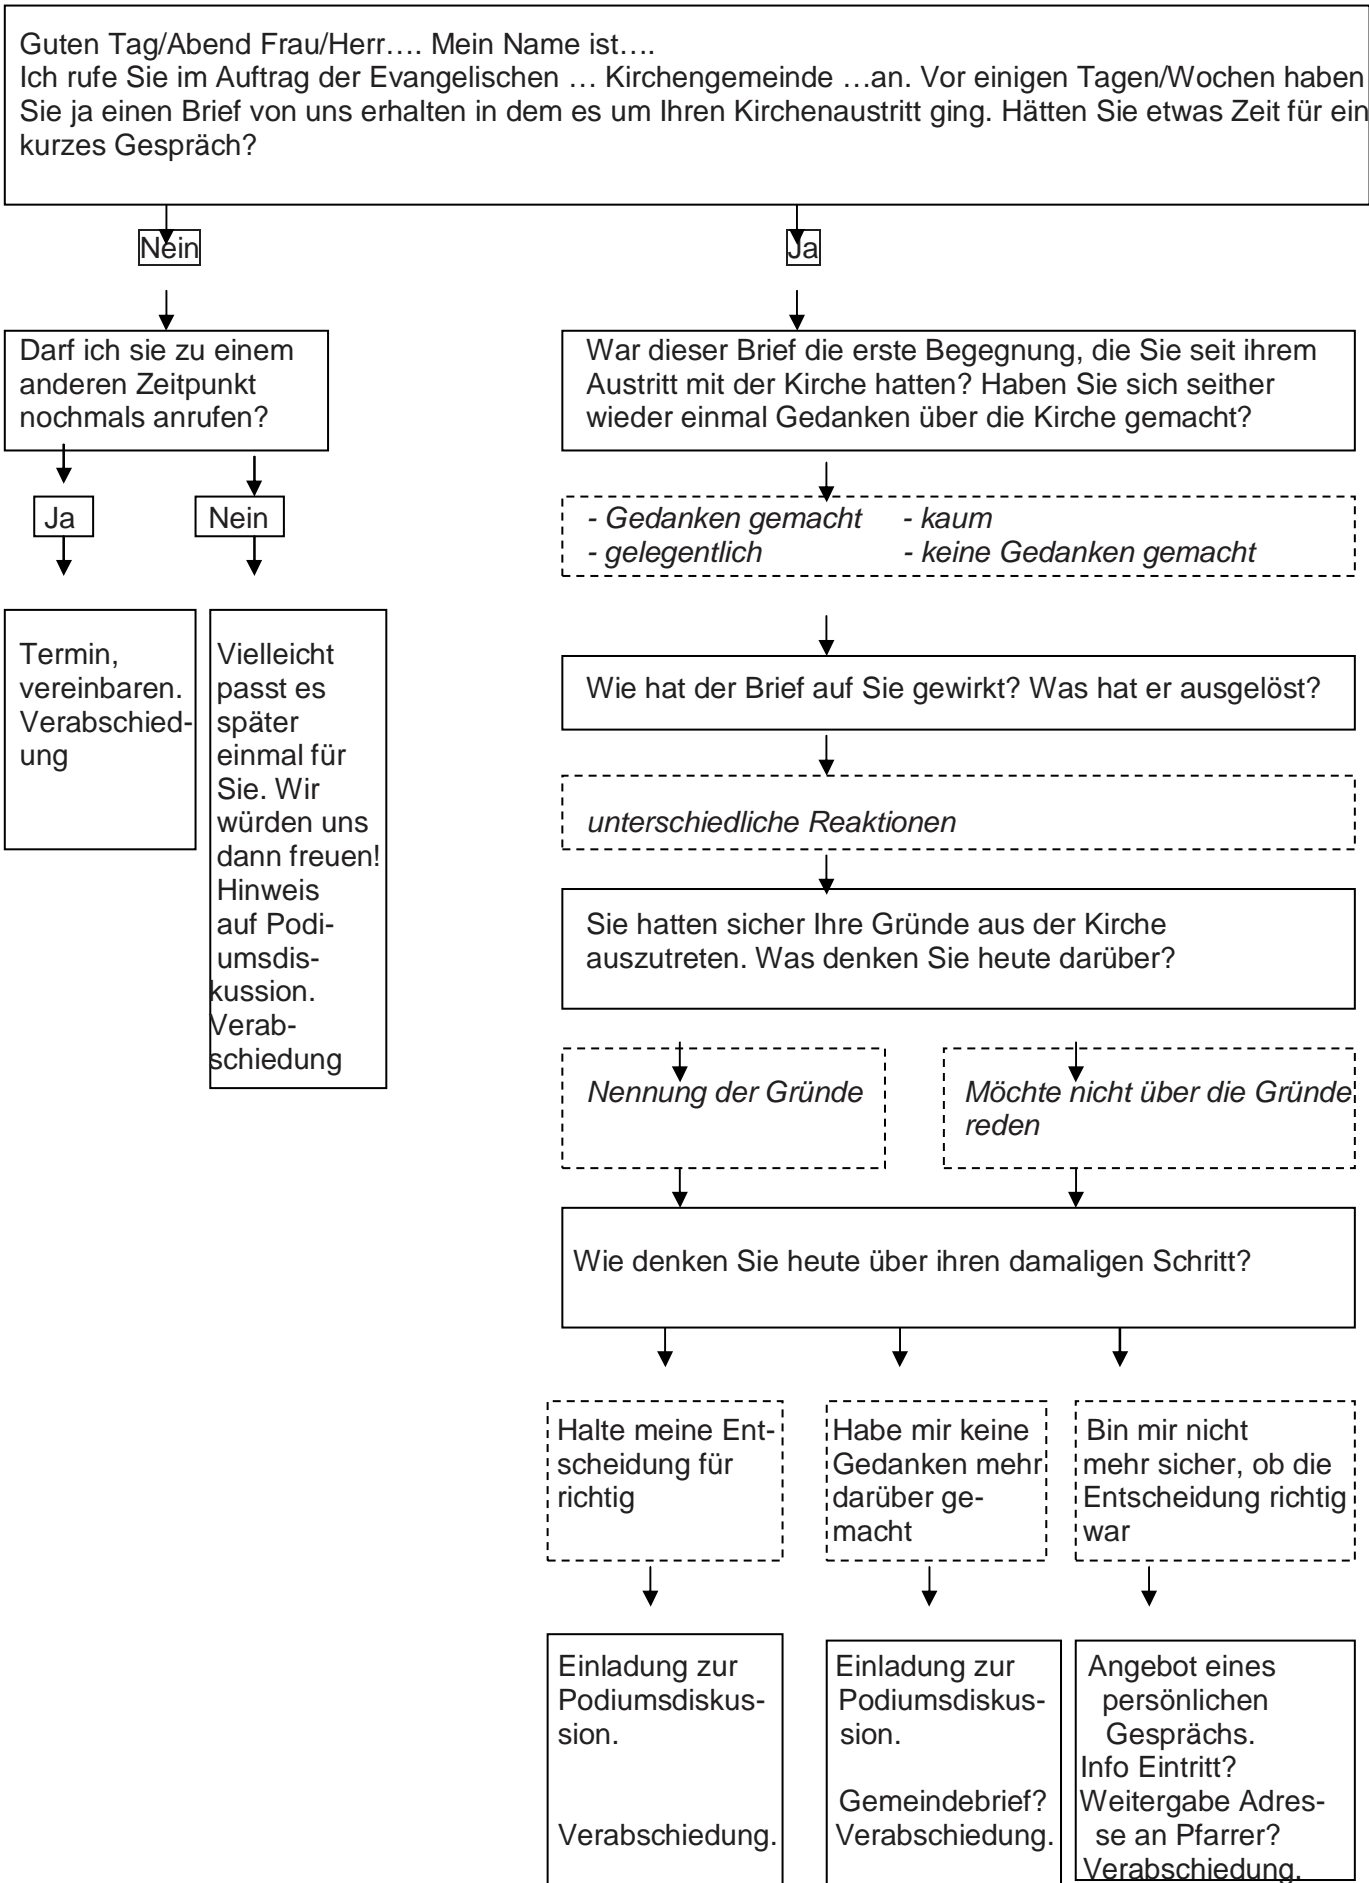 Guten Tag/Abend Frau/Herr…. Mein Name ist….
Ich rufe Sie im Auftrag der Evangelischen … Kirchengemeinde …an. Vor einigen Tagen/Wochen haben
Sie ja einen Brief von uns erhalten in dem es um Ihren Kirchenaustritt ging. Hätten Sie etwas Zeit für ein
kurzes Gespräch?
Nein
Ja
Darf ich sie zu einem
anderen Zeitpunkt
nochmals anrufen?
Ja
Nein
Termin,
vereinbaren.
Verabschied-
ung
Vielleicht
passt es
später
einmal für
Sie. Wir
würden uns
dann freuen!
Hinweis
auf Podi-
umsdis-
kussion.
Verab-
schiedung
War dieser Brief die erste Begegnung, die Sie seit ihrem
Austritt mit der Kirche hatten? Haben Sie sich seither
wieder einmal Gedanken über die Kirche gemacht?
- Gedanken gemacht - kaum
- gelegentlich - keine Gedanken gemacht
Wie hat der Brief auf Sie gewirkt? Was hat er ausgelöst?
unterschiedliche Reaktionen
Sie hatten sicher Ihre Gründe aus der Kirche
auszutreten. Was denken Sie heute darüber?
Nennung der Gründe
Möchte nicht über die Gründe
reden
Wie denken Sie heute über ihren damaligen Schritt?
Halte meine Ent-
scheidung für
richtig
Habe mir keine
Gedanken mehr
darüber ge-
macht
Bin mir nicht
mehr sicher, ob die
Entscheidung richtig
war
Einladung zur
Podiumsdiskus-
sion.
Verabschiedung.
Einladung zur
Podiumsdiskus-
sion.
Gemeindebrief?
Verabschiedung.
Angebot eines
persönlichen
Gesprächs.
Info Eintritt?
Weitergabe Adres-
se an Pfarrer?
Verabschiedung.